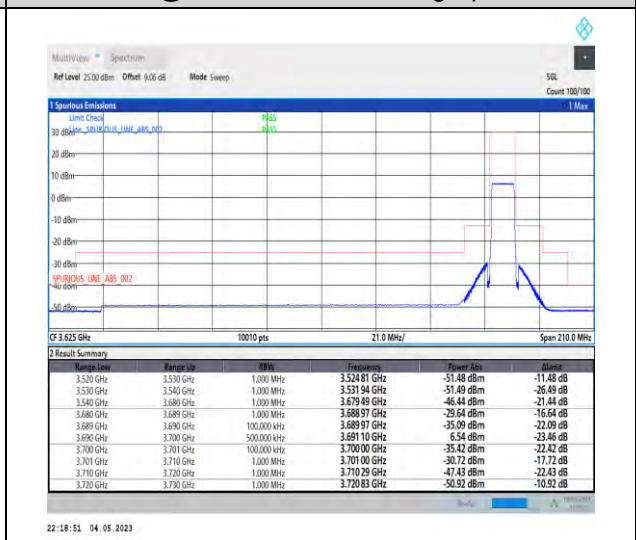 MultiView Spectrum
Ref Level 25.00 dBm Offset 9.06 dB Mode Sweep SGL
Count 100/100
1 Spurious Emissions 1 Max
Limit Check PASS
Line _SPURIOUS_LINE_ABS_002 PASS
30 dBm
20 dBm
10 dBm
0 dBm
-10 dBm
-20 dBm
-30 dBm
_SPURIOUS_LINE_ABS_002
-40 dBm
-50 dBm
CF 3.625 GHz 10010 pts 21.0 MHz/ Span 210.0 MHz
2 Result Summary
Range Low Range Up RBW Frequency Power Abs ΔLimit
3.520 GHz 3.530 GHz 1.000 MHz 3.524 81 GHz -51.48 dBm -11.48 dB
3.530 GHz 3.540 GHz 1.000 MHz 3.531 94 GHz -51.49 dBm -26.49 dB
3.540 GHz 3.680 GHz 1.000 MHz 3.679 49 GHz -46.44 dBm -21.44 dB
3.680 GHz 3.689 GHz 1.000 MHz 3.688 97 GHz -29.64 dBm -16.64 dB
3.689 GHz 3.690 GHz 100.000 kHz 3.689 97 GHz -35.09 dBm -22.09 dB
3.690 GHz 3.700 GHz 500.000 kHz 3.691 10 GHz 6.54 dBm -23.46 dB
3.700 GHz 3.701 GHz 100.000 kHz 3.700 00 GHz -35.42 dBm -22.42 dB
3.701 GHz 3.710 GHz 1.000 MHz 3.701 00 GHz -30.72 dBm -17.72 dB
3.710 GHz 3.720 GHz 1.000 MHz 3.710 29 GHz -47.43 dBm -22.43 dB
3.720 GHz 3.730 GHz 1.000 MHz 3.720 83 GHz -50.92 dBm -10.92 dB
22:18:51 04.05.2023